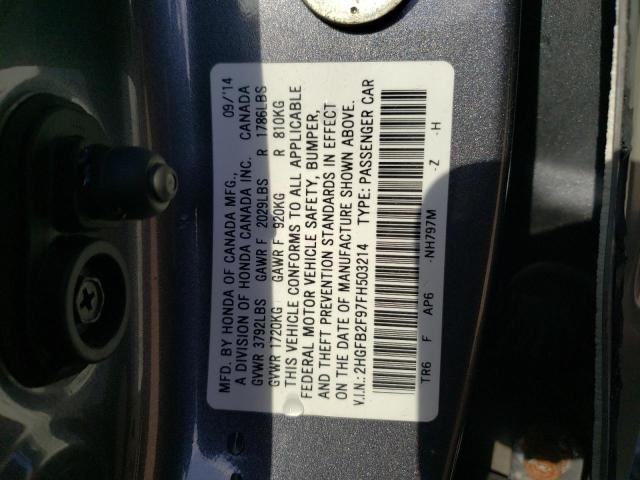 MFD. BY HONDA OF CANADA MFG., 09/'14
A DIVISION OF HONDA CANADA INC. CANADA
GVWR 3792LBS GAWR F 2029LBS R 1786LBS
GVWR 1720KG GAWR F 920KG R 810KG
THIS VEHICLE CONFORMS TO ALL APPLICABLE
FEDERAL MOTOR VEHICLE SAFETY, BUMPER,
AND THEFT PREVENTION STANDARDS IN EFFECT
ON THE DATE OF MANUFACTURE SHOWN ABOVE.
V.I.N.: 2HGFB2F97FH503214 TYPE: PASSENGER CAR
TR6 F AP6 -NH797M -Z -H